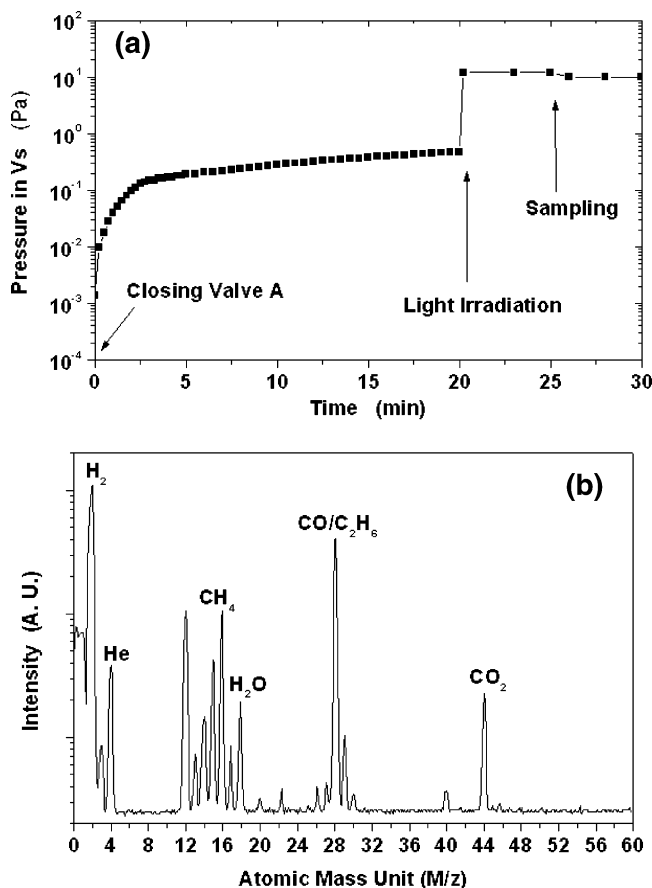 (a)
10¹
10⁰
10⁻¹
10⁻²
10⁻³
10⁻⁴
Pressure in Vs (Pa)
Closing Valve A
Light Irradiation
Sampling
0 5 10 15 20 25 30
Time (min)
(b)
H₂
He
CH₄
H₂O
CO/C₂H₆
CO₂
Intensity (A. U.)
0 4 8 12 16 20 24 28 32 36 40 44 48 52 56 60
Atomic Mass Unit (M/z)